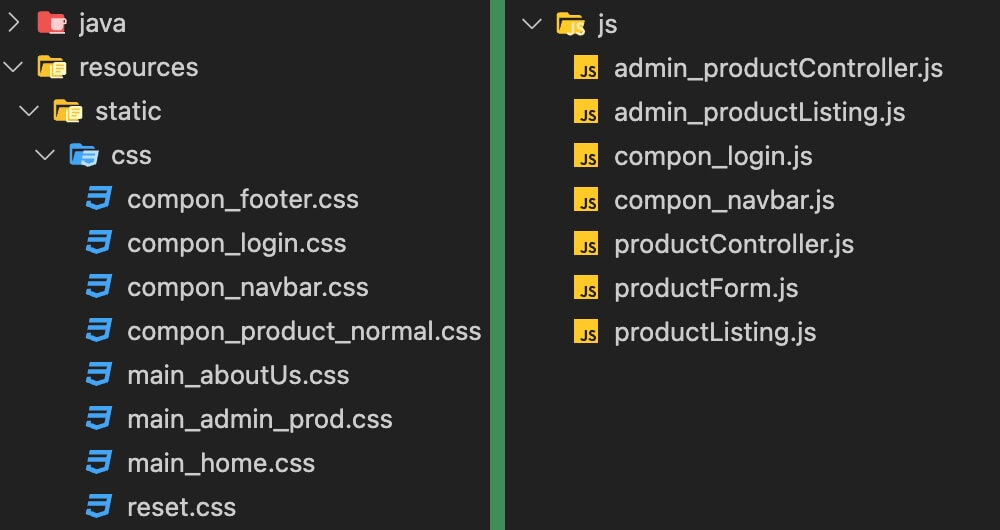 java
resources
static
css
compon_footer.css
compon_login.css
compon_navbar.css
compon_product_normal.css
main_aboutUs.css
main_admin_prod.css
main_home.css
reset.css
js
JS admin_productController.js
JS admin_productListing.js
JS compon_login.js
JS compon_navbar.js
JS productController.js
JS productForm.js
JS productListing.js